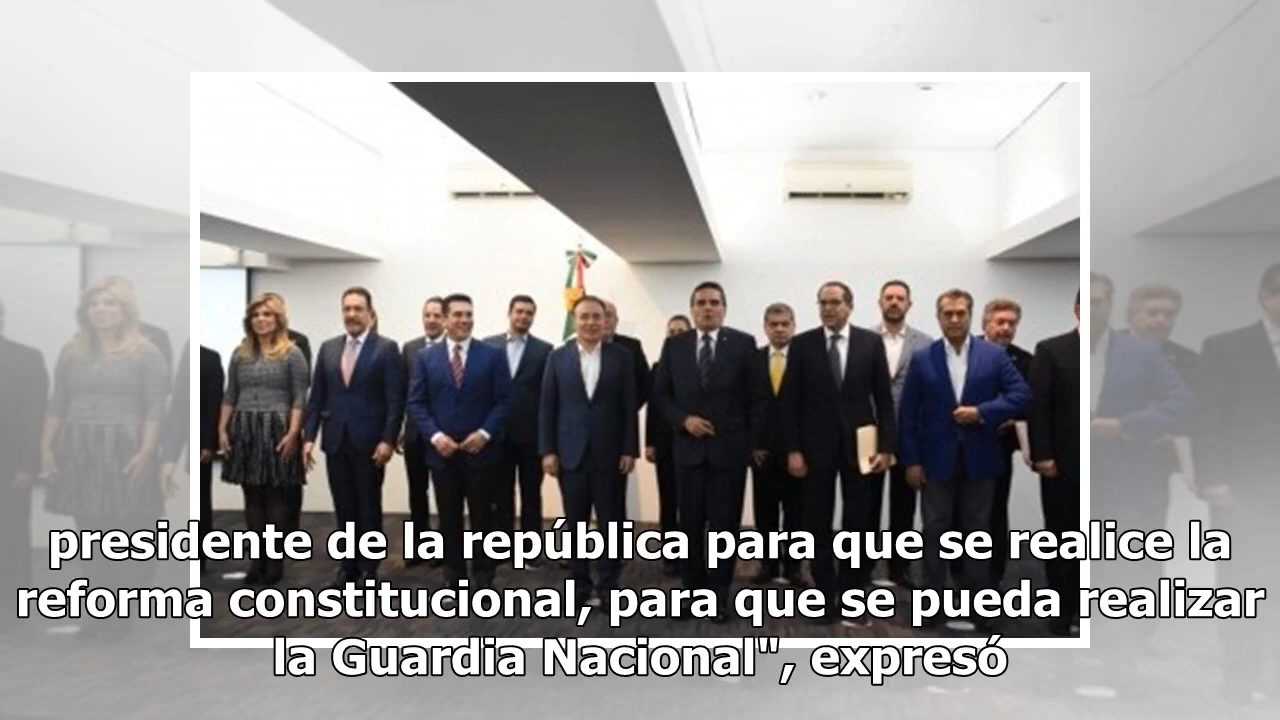 presidente de la república para que se realice la
reforma constitucional, para que se pueda realizar
la Guardia Nacional", expresó